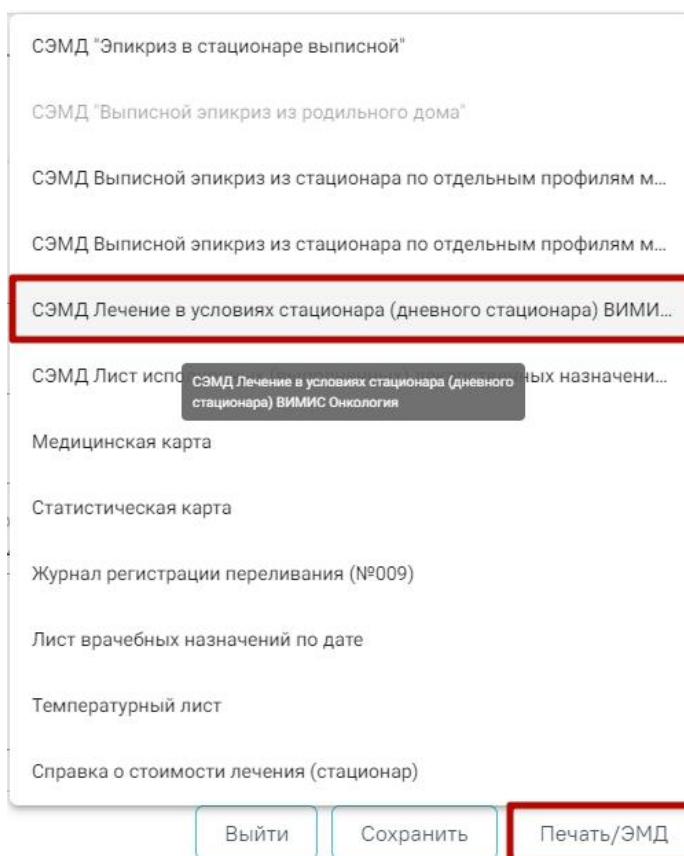 СЭМД "Эпикриз в стационаре выписной"
СЭМД "Выписной эпикриз из родильного дома"
СЭМД Выписной эпикриз из стационара по отдельным профилям м...
СЭМД Выписной эпикриз из стационара по отдельным профилям м...
СЭМД Лечение в условиях стационара (дневного стационара) ВИМИ...
СЭМД Лист назначени...
СЭМД Лечение в условиях стационара (дневного
стационара) ВИМИС Онкология
Медицинская карта
Статистическая карта
Журнал регистрации переливания (№009)
Лист врачебных назначений по дате
Температурный лист
Справка о стоимости лечения (стационар)
Выйти Сохранить Печать/ЭМД